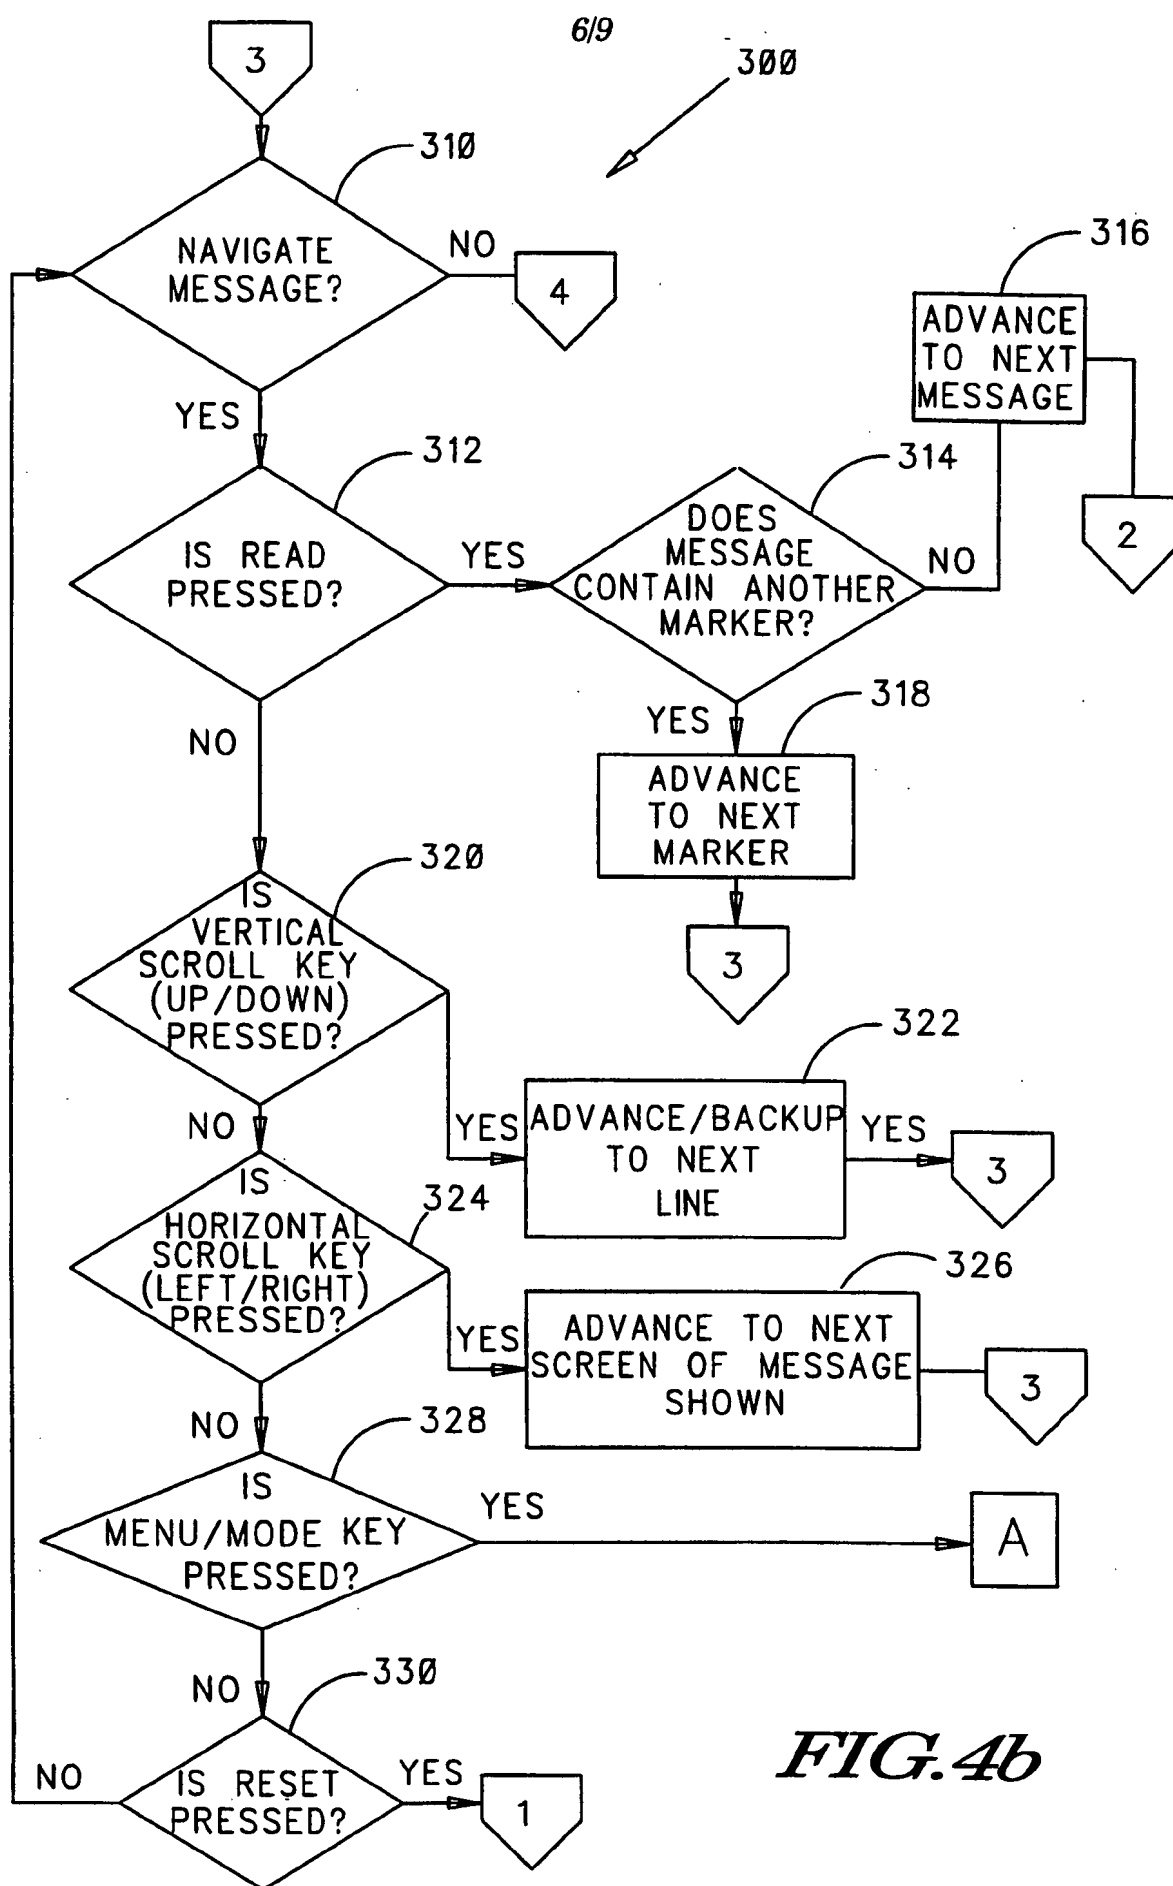 6/9
3
300
310
NAVIGATE
MESSAGE?
NO
4
YES
316
ADVANCE
TO NEXT
MESSAGE
2
312
IS READ
PRESSED?
YES
314
DOES
MESSAGE
CONTAIN ANOTHER
MARKER?
NO
YES
318
ADVANCE
TO NEXT
MARKER
3
NO
320
IS
VERTICAL
SCROLL KEY
(UP/DOWN)
PRESSED?
YES
322
ADVANCE/BACKUP
TO NEXT
LINE
YES
3
NO
324
IS
HORIZONTAL
SCROLL KEY
(LEFT/RIGHT)
PRESSED?
YES
326
ADVANCE TO NEXT
SCREEN OF MESSAGE
SHOWN
3
NO
328
IS
MENU/MODE KEY
PRESSED?
YES
A
NO
330
IS RESET
PRESSED?
NO
YES
1
FIG.4b